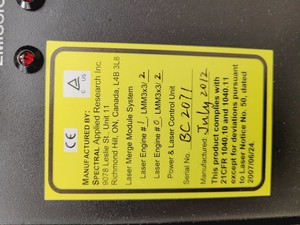 MANUFACTURED BY:
SPECTRAL Applied Research Inc.
9078 Leslie St., Unit 11
Richmond Hill, ON, Canada, L4B 3L8
Laser Merge Module System
Laser Engine # 1, LMM3x3/2
Laser Engine # 0, LMM3x3/2
Power & Laser Control Unit
Serial No. BC20711
Manufactured: July 2012
This product complies with
21CFR 1040.10 and 1040.11
except for deviations pursuant
to Laser Notice No. 50, dated
2007/06/24.
CE
US